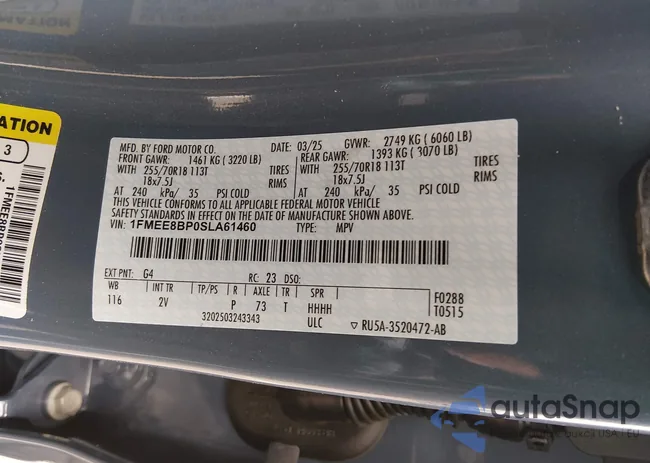 ATION
3
1FMEE8BP0S
MFD. BY FORD MOTOR CO. 03/25 GVWR: 2749 KG ( 6060 LB)
FRONT GAWR: 1461 KG ( 3220 LB) REAR GAWR: 1393 KG ( 3070 LB)
WITH 255/70R18 113T TIRES WITH 255/70R18 113T TIRES
18x7.5J RIMS 18x7.5J RIMS
AT 240 kPa/ 35 PSI COLD AT 240 kPa/ 35 PSI COLD
THIS VEHICLE CONFORMS TO ALL APPLICABLE FEDERAL MOTOR VEHICLE
SAFETY AND BUMPER STANDARDS IN EFFECT ON THE DATE OF MANUFACTURE SHOWN ABOVE.
VIN: 1FMEE8BP0SLA61460 TYPE: MPV
EXT PNT: G4 RC: 23 DSO:
WB INT TR TP/PS R AXLE TR SPR F0288
116 2V P 73 T HHHH T0515
3202503243343 ULC ▽ RU5A-3520472-AB
autoSnap